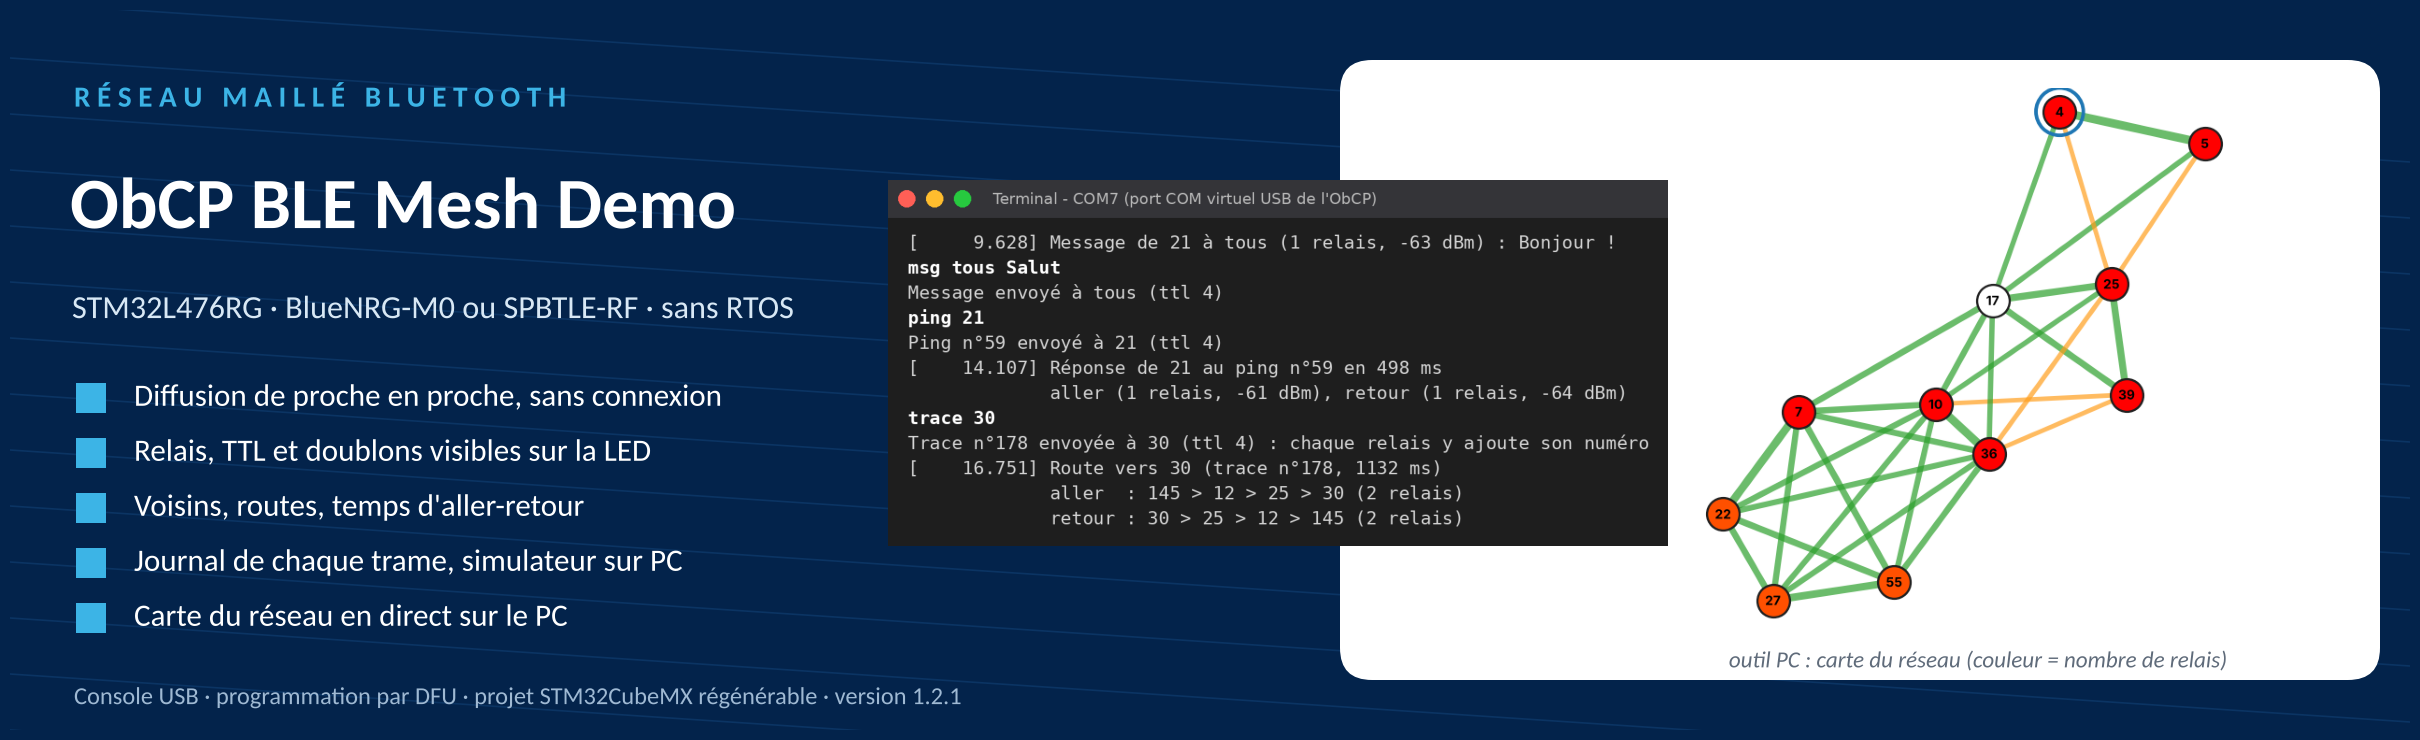 RÉSEAU MAILLÉ BLUETOOTH
ObCP BLE Mesh Demo
STM32L476RG · BlueNRG-M0 ou SPBTLE-RF · sans RTOS
Diffusion de proche en proche, sans connexion
Relais, TTL et doublons visibles sur la LED
Voisins, routes, temps d'aller-retour
Journal de chaque trame, simulateur sur PC
Carte du réseau en direct sur le PC
Console USB · programmation par DFU · projet STM32CubeMX régénérable · version 1.2.1
Terminal - COM7 (port COM virtuel USB de l'ObCP)
[     9.628] Message de 21 à tous (1 relais, -63 dBm) : Bonjour !
msg tous Salut
Message envoyé à tous (ttl 4)
ping 21
Ping n°59 envoyé à 21 (ttl 4)
[    14.107] Réponse de 21 au ping n°59 en 498 ms
aller (1 relais, -61 dBm), retour (1 relais, -64 dBm)
trace 30
Trace n°178 envoyée à 30 (ttl 4) : chaque relais y ajoute son numéro
[    16.751] Route vers 30 (trace n°178, 1132 ms)
aller  : 145 > 12 > 25 > 30 (2 relais)
retour : 30 > 25 > 12 > 145 (2 relais)
4
5
25
17
39
10
7
36
22
55
27
outil PC : carte du réseau (couleur = nombre de relais)